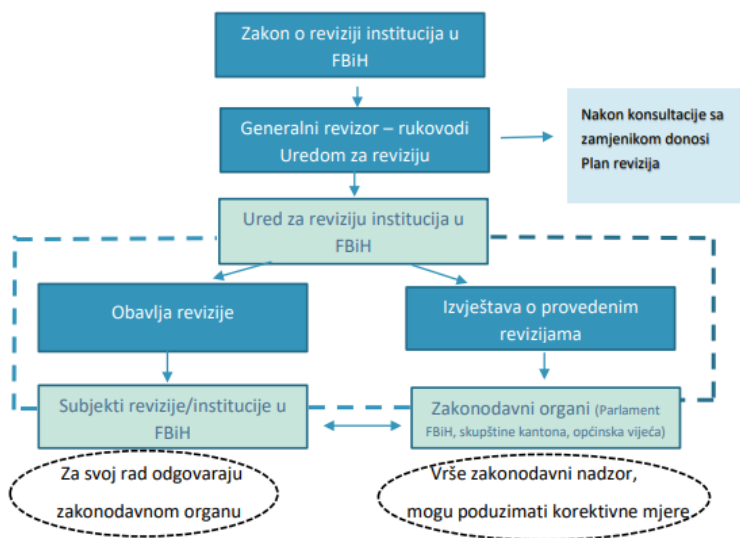 Zakon o reviziji institucija u
FBiH
Generalni revizor – rukovodi
Uredom za reviziju
Nakon konsultacije sa
zamjenikom donosi
Plan revizija
Ured za reviziju institucija u
FBiH
Obavlja revizije
Izvještava o provedenim
revizijama
Subjekti revizije/institucije u
FBiH
Zakonodavni organi (Parlament
FBiH, skupštine kantona, općinska vijeća)
Za svoj rad odgovaraju
zakonodavnom organu
Vrše zakonodavni nadzor,
mogu poduzimati korektivne mjere